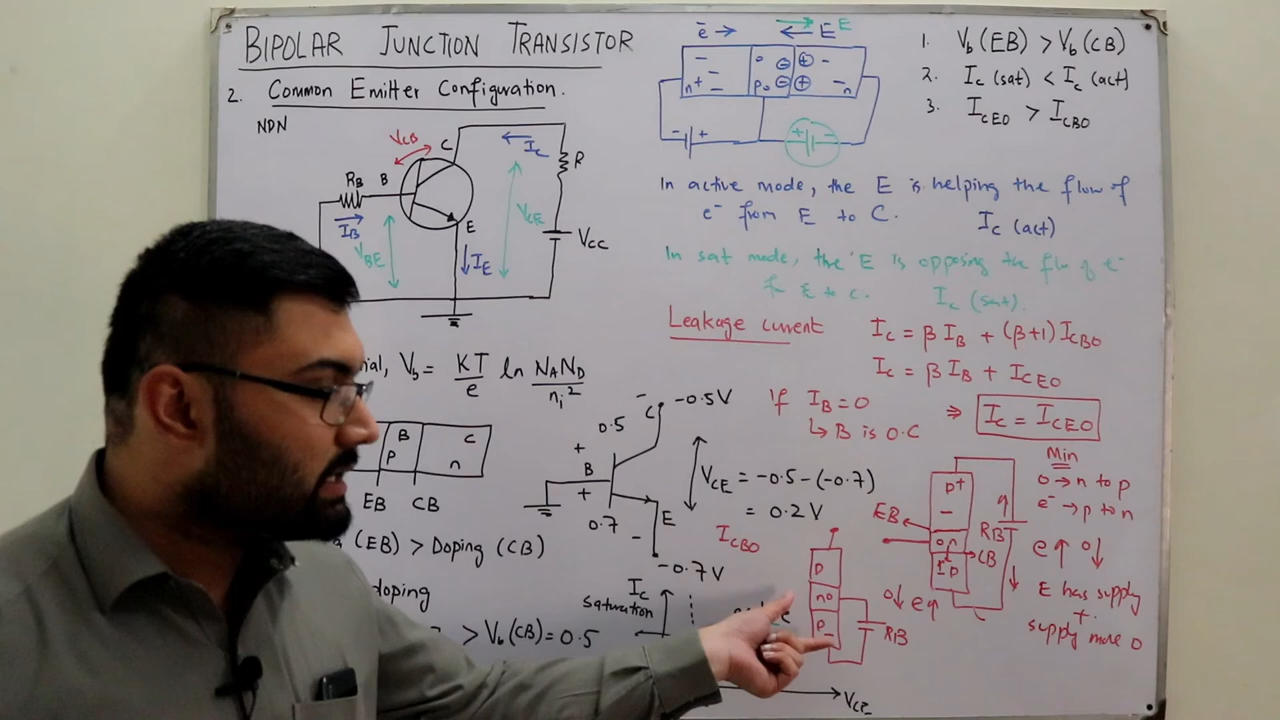 BIPOLAR JUNCTION TRANSISTOR
2. Common Emitter Configuration.
NPN
VCB
C
IC
R
RB
B
IB
VBE
E
IE
VCE
VCC
Vb = KT/e ln NAND/ni²
B
P
C
n
EB CB
(EB) > Doping (CB)
doping
> Vb(CB) = 0.5
0.5
-
C
-0.5V
+
B
+
0.7
E
-
-0.7V
VCE = -0.5-(-0.7)
= 0.2V
IC
saturation
VCE
ē → ← E E
n+ p n
1. Vb(EB) > Vb(CB)
2. Ic(sat) < Ic(act)
3. ICEO > ICBO
In active mode, the E is helping the flow of
e- from E to C. Ic(act)
In sat mode, the E is opposing the flow of e-
E to C. Ic(sat).
Leakage current
Ic = βIB + (β+1)ICBO
Ic = βIB + ICEO
If IB=0
↳ B is O.C
⇒ Ic = ICEO
Min
o → n to p
e- → p to n
P+
-
EB
on
CB
P
RB
e↑ o↓
E has supply
+
supply more o
ICBO
P
no
P
-
o↓ e↑
RB